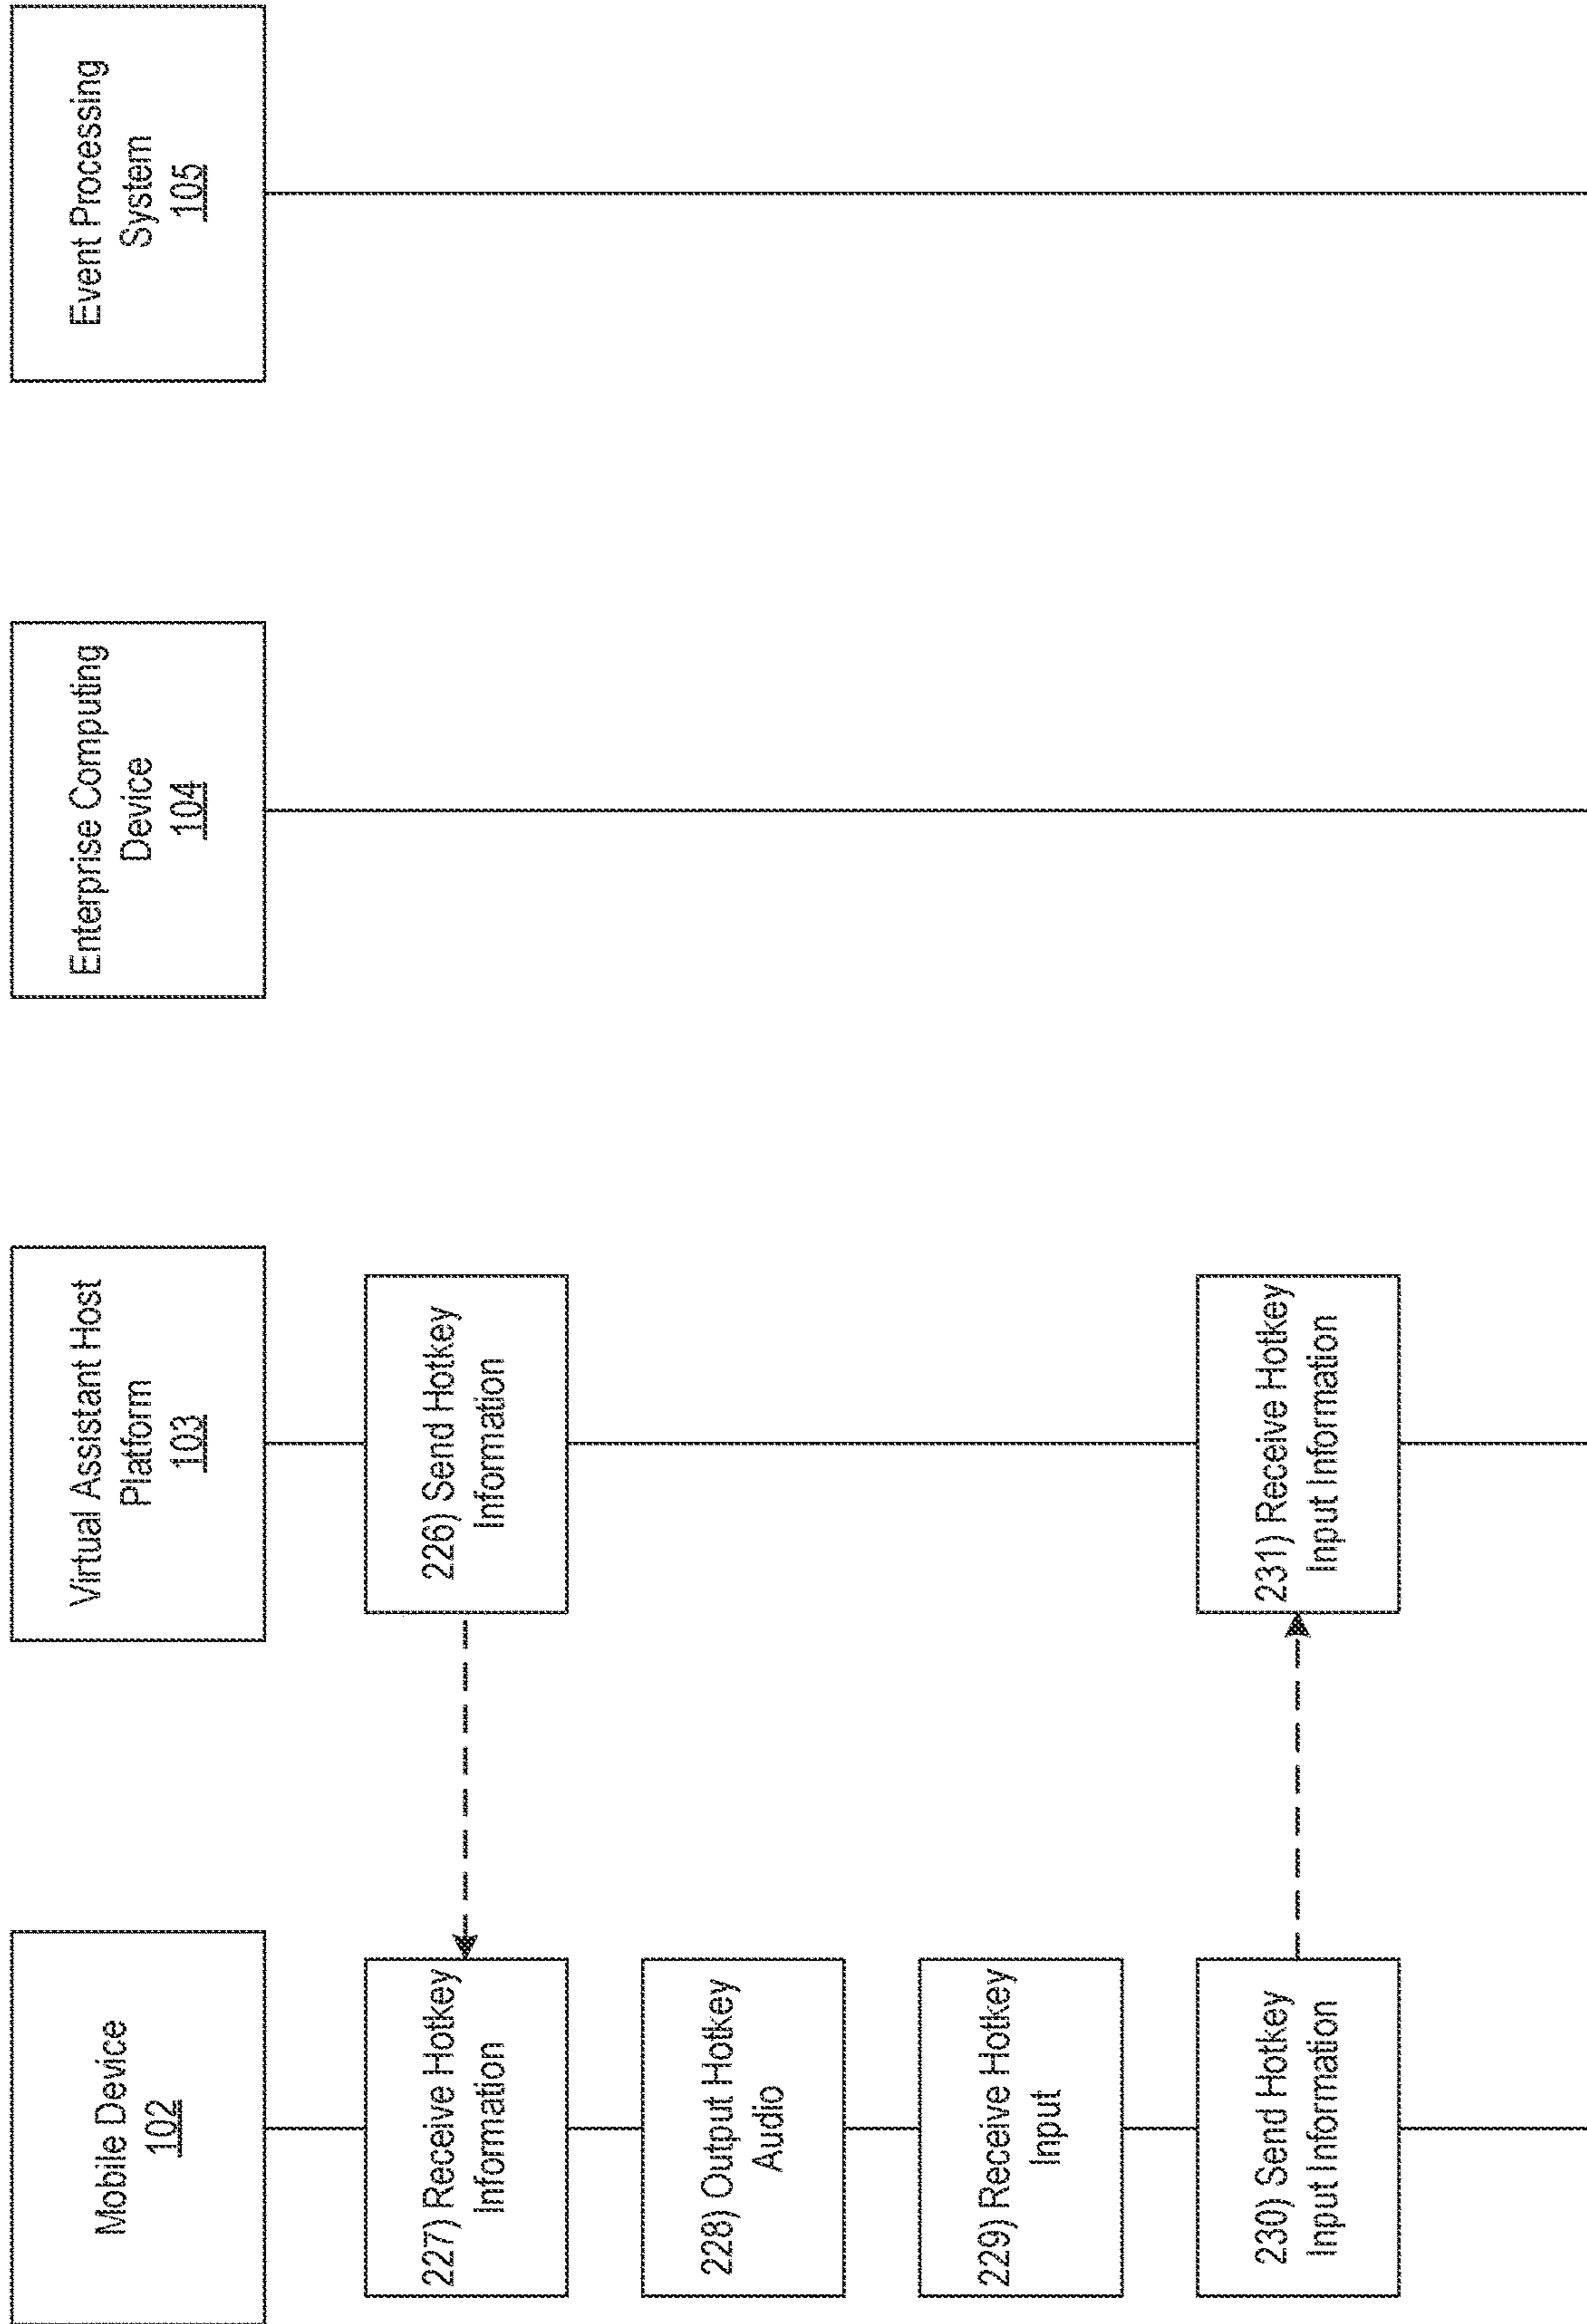 Mobile Device
102
Virtual Assistant Host
Platform
103
Enterprise Computing
Device
104
Event Processing
System
105
227) Receive Hotkey
Information
226) Send Hotkey
Information
228) Output Hotkey
Audio
229) Receive Hotkey
Input
230) Send Hotkey
Input Information
231) Receive Hotkey
Input Information